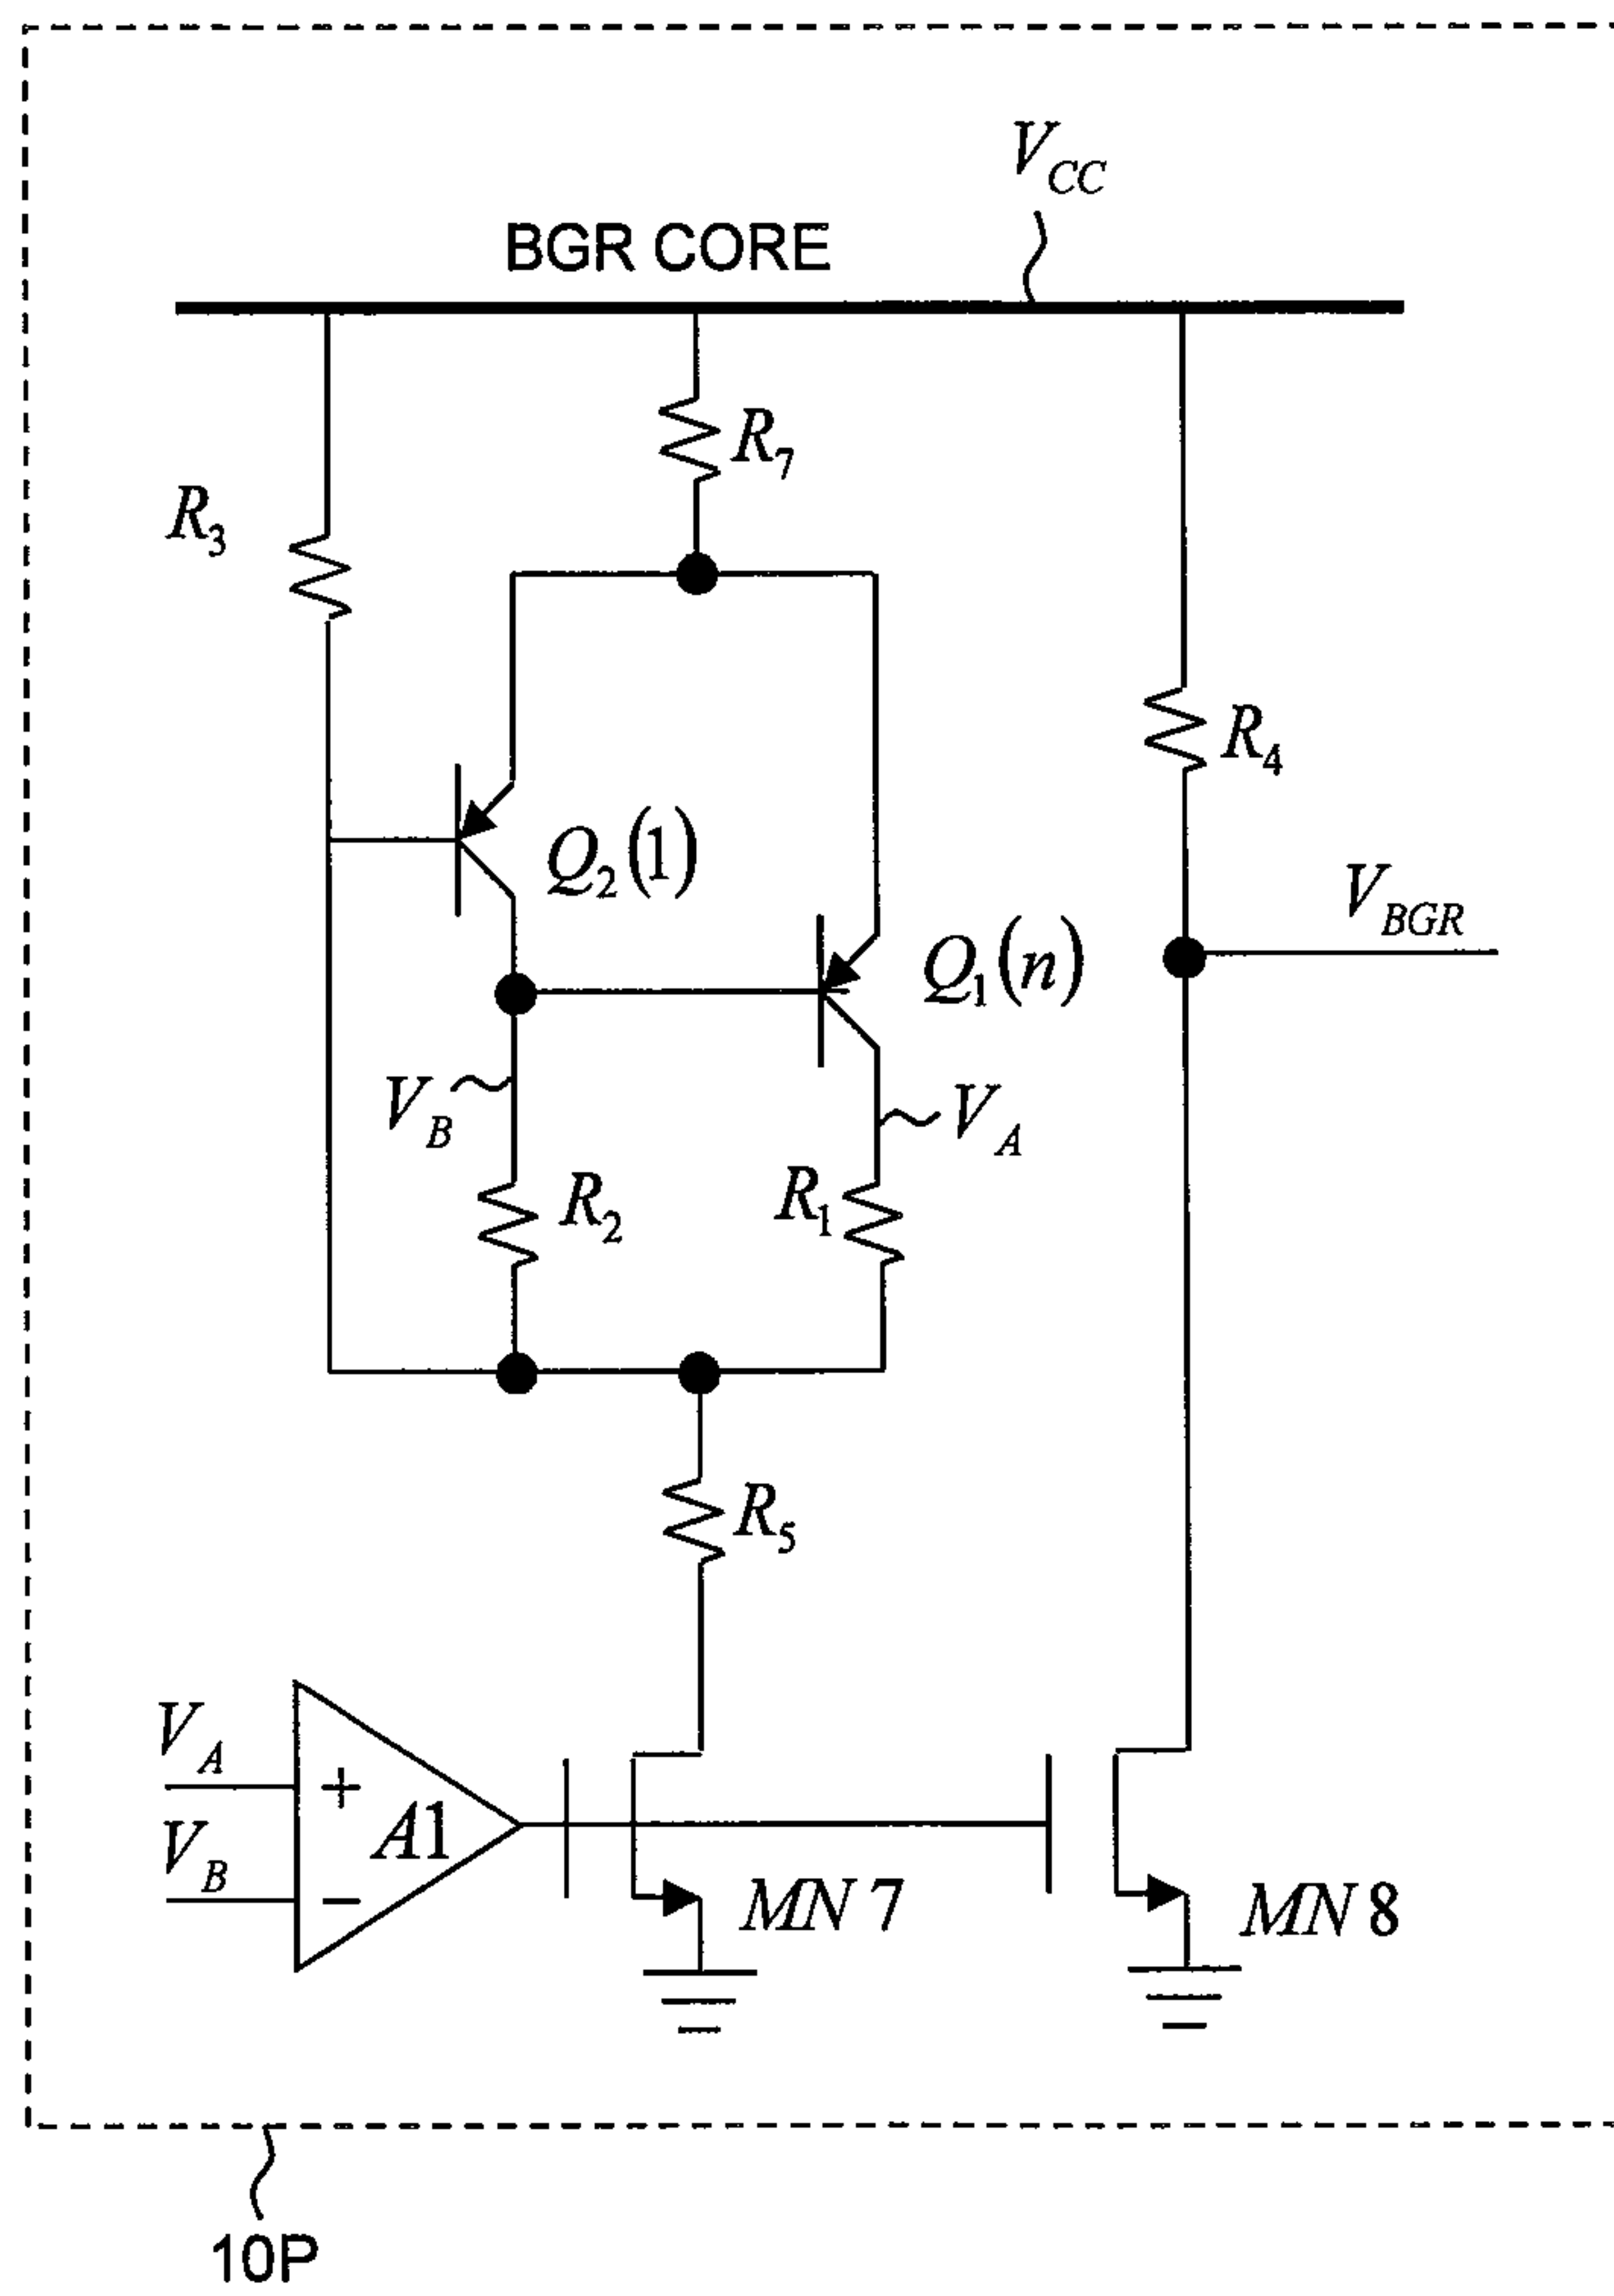 V_CC
BGR CORE
R_7
R_3
R_4
Q_2(1)
V_BGR
Q_1(n)
V_B
V_A
R_2
R_1
R_5
V_A
+
A1
V_B
−
MN 7
MN 8
10P